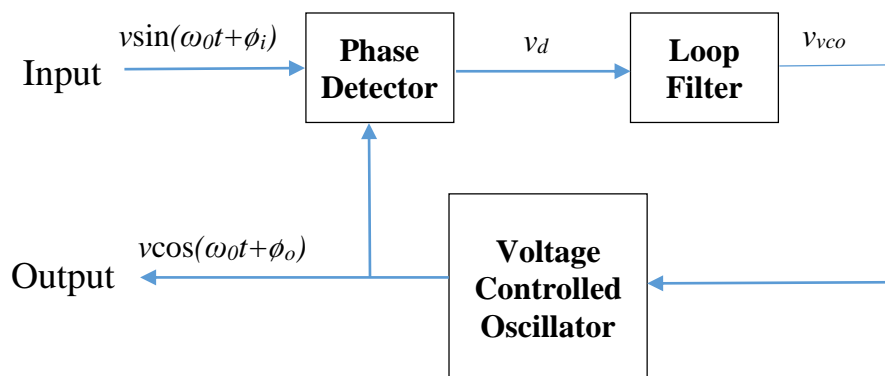 vsin(ω0t+ϕi)
Input
Phase
Detector
vd
Loop
Filter
vvco
vcos(ω0t+ϕo)
Output
Voltage
Controlled
Oscillator